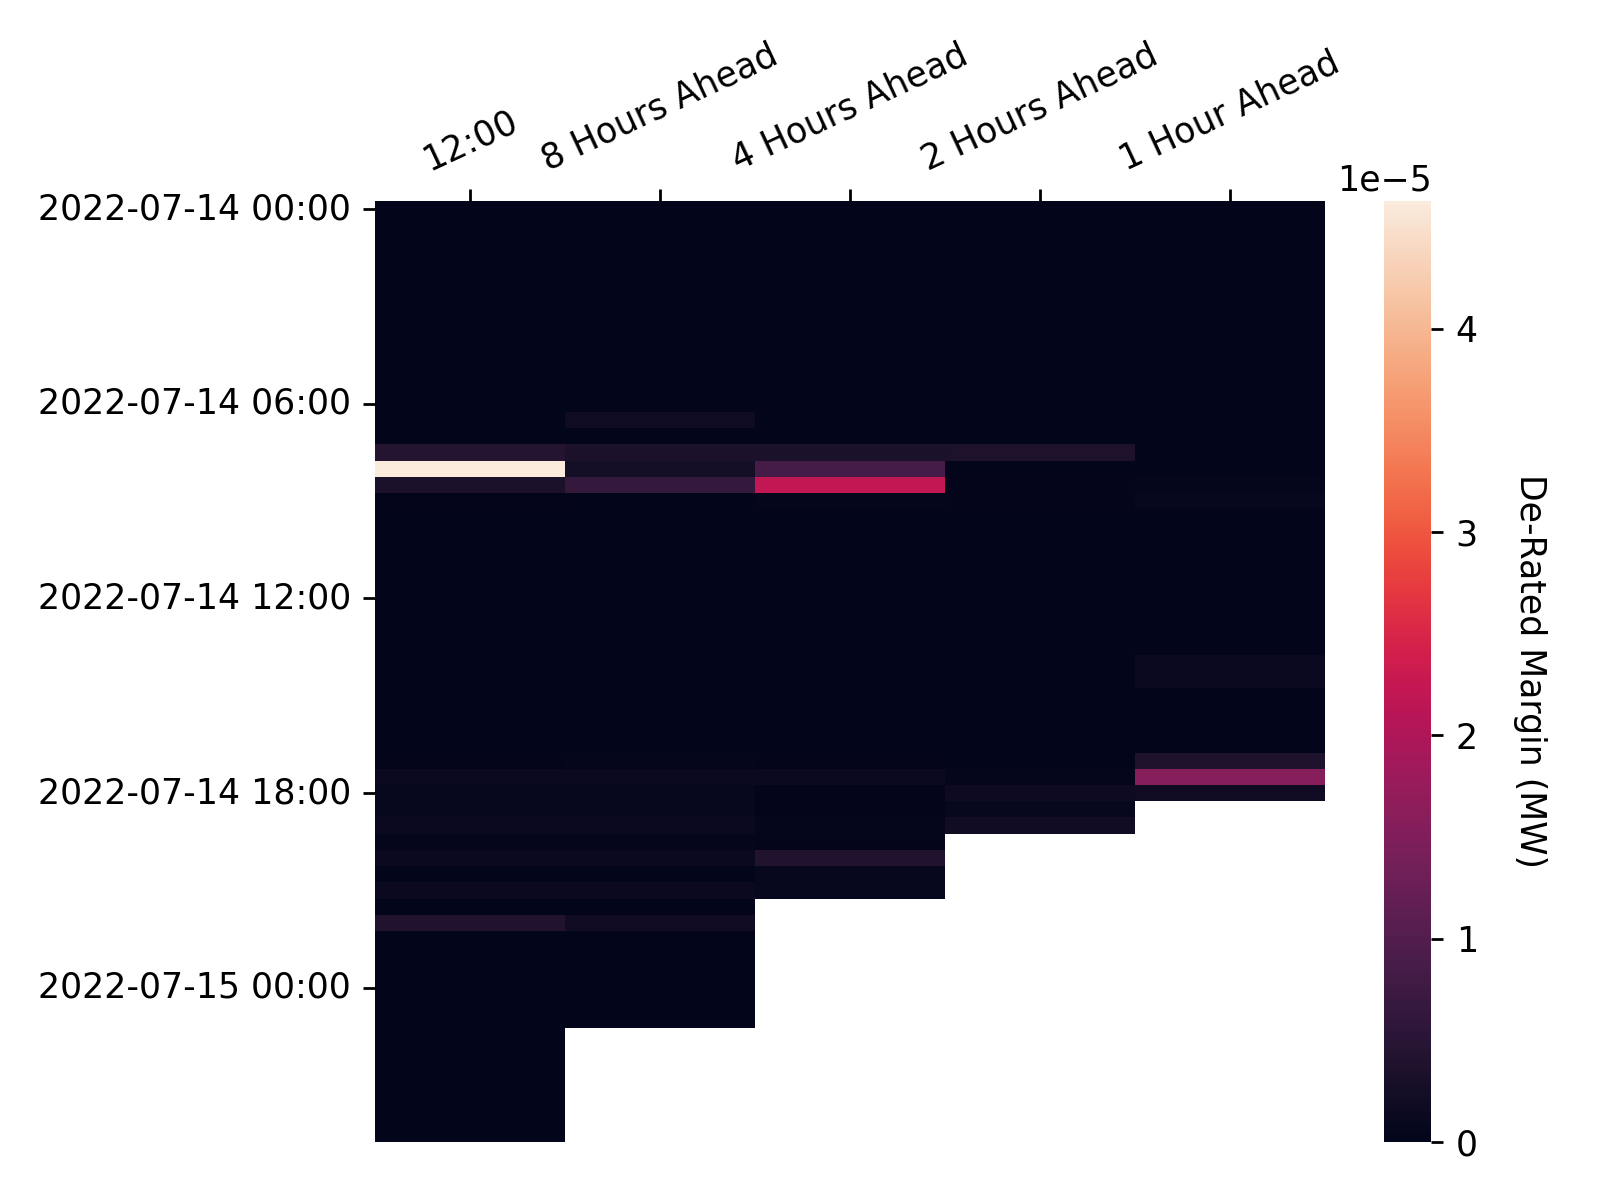 12:00
8 Hours Ahead
4 Hours Ahead
2 Hours Ahead
1 Hour Ahead
1e−5
2022-07-14 00:00
2022-07-14 06:00
2022-07-14 12:00
2022-07-14 18:00
2022-07-15 00:00
4
3
2
1
0
De-Rated Margin (MW)